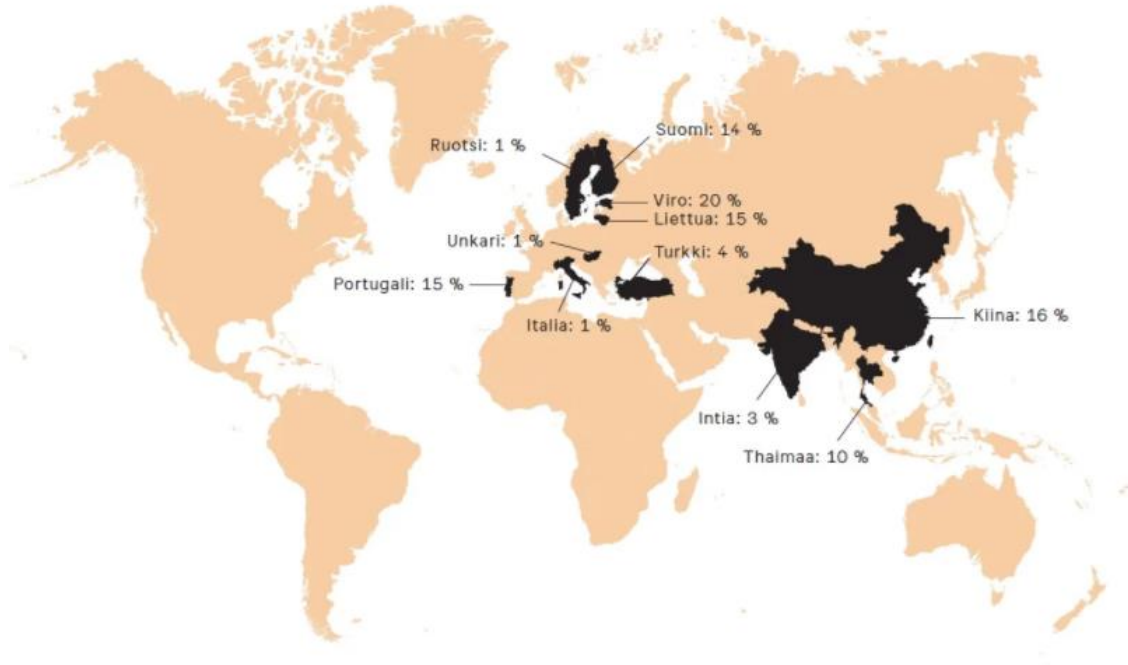 Suomi: 14 %
Ruotsi: 1 %
Viro: 20 %
Liettua: 15 %
Unkari: 1 %
Turkki: 4 %
Portugali: 15 %
Italia: 1 %
Kiina: 16 %
Intia: 3 %
Thaimaa: 10 %